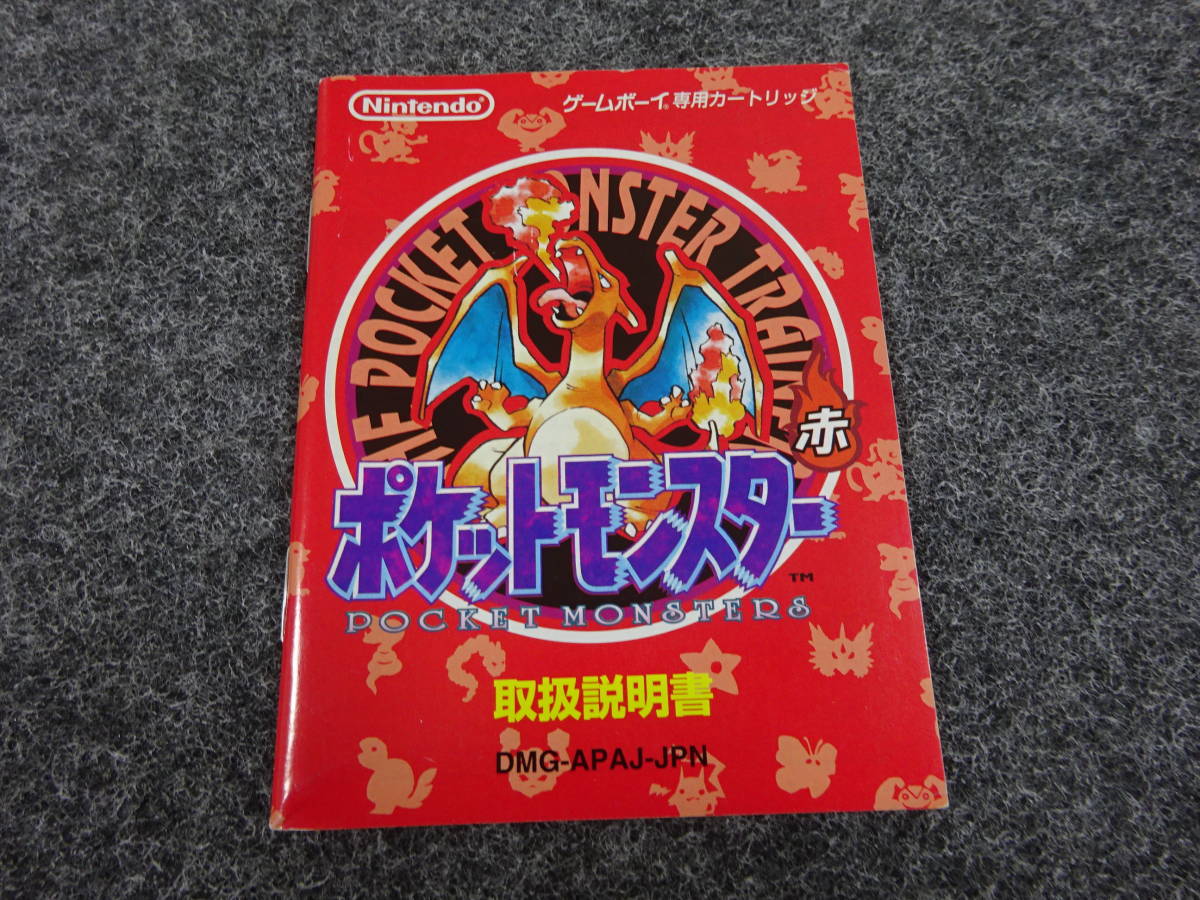 Nintendo®
ゲームボーイ®専用カートリッジ
POCKET MONSTER
赤
ポケットモンスター
TM
POCKET MONSTERS
取扱説明書
DMG-APAJ-JPN